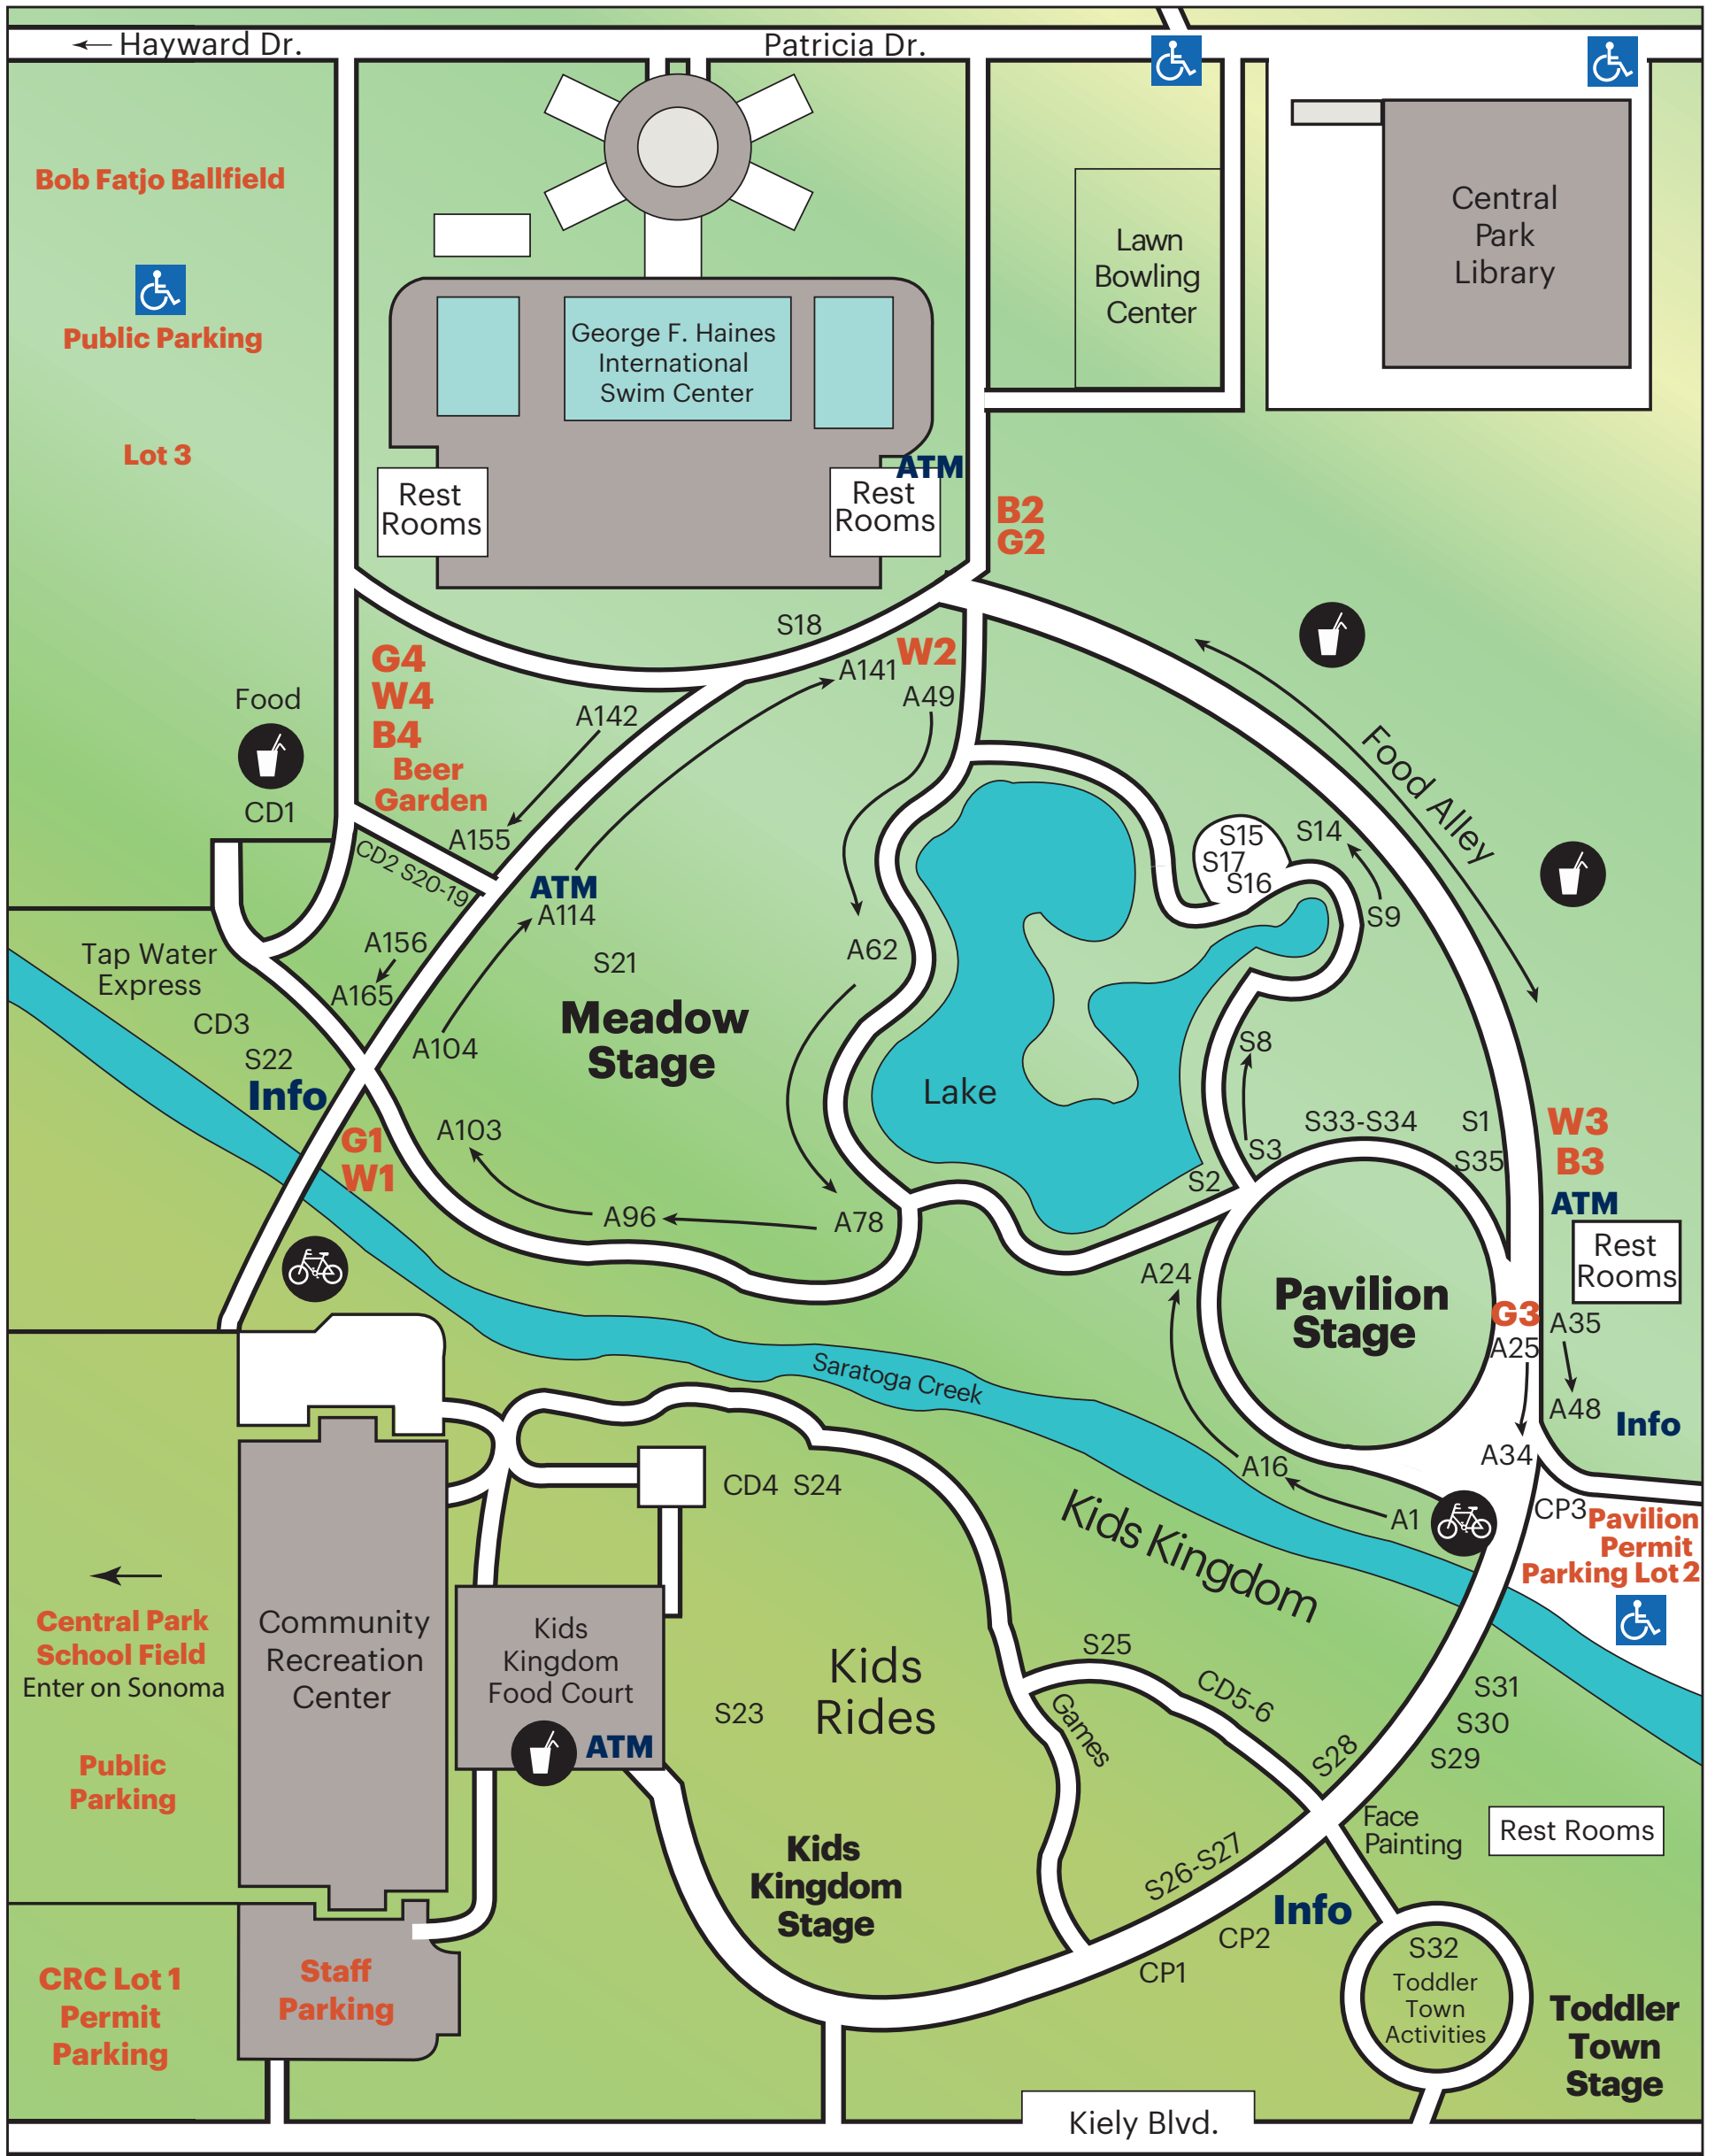 Hayward Dr.
Patricia Dr.
Bob Fatjo Ballfield
Public Parking
Lot 3
George F. Haines
International
Swim Center
Lawn
Bowling
Center
Central
Park
Library
ATM
Rest
Rooms
Rest
Rooms
B2
G2
S18
W2
A141
A49
G4
W4
B4
Beer
Garden
A142
A155
Food
CD1
CD2 S20-19
ATM
A114
Food Alley
S15
S17
S16
S14
S9
Tap Water
Express
A156
A165
CD3
S22
Info
A104
S21
Meadow
Stage
A62
Lake
S8
S3
S2
S33-S34
S1
S35
W3
B3
ATM
Rest
Rooms
G1
W1
A103
A96
A78
A24
Pavilion
Stage
G3
A25
A35
A48
Info
A34
Saratoga Creek
A16
A1
CP3
Pavilion
Permit
Parking Lot 2
CD4 S24
Kids Kingdom
Central Park
School Field
Enter on Sonoma
Public
Parking
Community
Recreation
Center
Kids
Kingdom
Food Court
ATM
S23
Kids
Rides
Games
S25
CD5-6
S31
S30
S29
S28
Face
Painting
Rest Rooms
Kids
Kingdom
Stage
S26-S27
Info
CP2
CP1
S32
Toddler
Town
Activities
Toddler
Town
Stage
CRC Lot 1
Permit
Parking
Staff
Parking
Kiely Blvd.